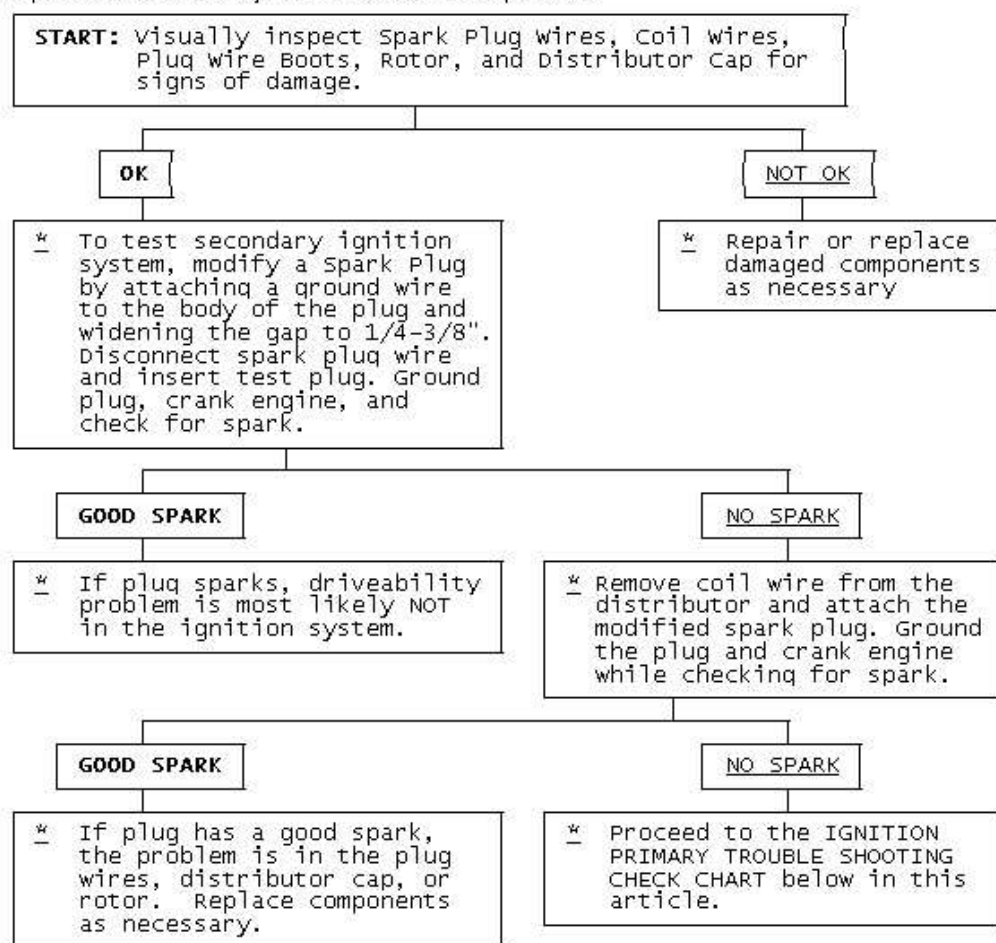 START: Visually inspect Spark Plug Wires, Coil Wires,
Plug Wire Boots, Rotor, and Distributor Cap for
signs of damage.
OK
NOT OK
* To test secondary ignition
system, modify a Spark Plug
by attaching a ground wire
to the body of the plug and
widening the gap to 1/4-3/8".
Disconnect spark plug wire
and insert test plug. Ground
plug, crank engine, and
check for spark.
* Repair or replace
damaged components
as necessary
GOOD SPARK
NO SPARK
* If plug sparks, driveability
problem is most likely NOT
in the ignition system.
* Remove coil wire from the
distributor and attach the
modified spark plug. Ground
the plug and crank engine
while checking for spark.
GOOD SPARK
NO SPARK
* If plug has a good spark,
the problem is in the plug
wires, distributor cap, or
rotor. Replace components
as necessary.
* Proceed to the IGNITION
PRIMARY TROUBLE SHOOTING
CHECK CHART below in this
article.